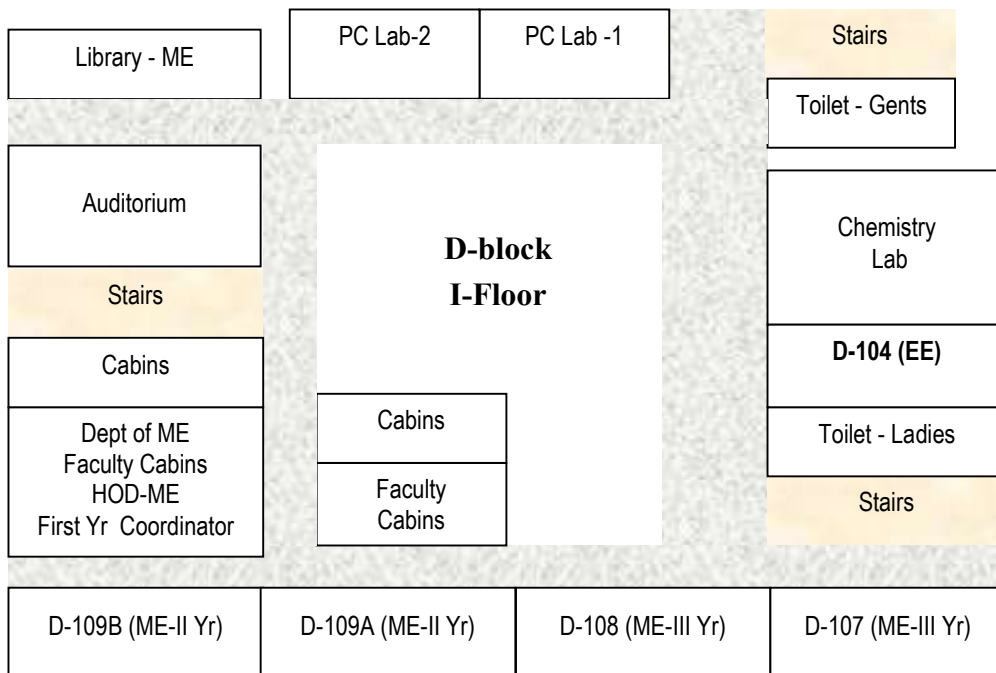 Library - ME
PC Lab-2
PC Lab -1
Stairs
Toilet - Gents
Auditorium
Stairs
Cabins
Dept of ME
Faculty Cabins
HOD-ME
First Yr Coordinator
D-block
I-Floor
Cabins
Faculty
Cabins
Chemistry
Lab
D-104 (EE)
Toilet - Ladies
Stairs
D-109B (ME-II Yr)
D-109A (ME-II Yr)
D-108 (ME-III Yr)
D-107 (ME-III Yr)